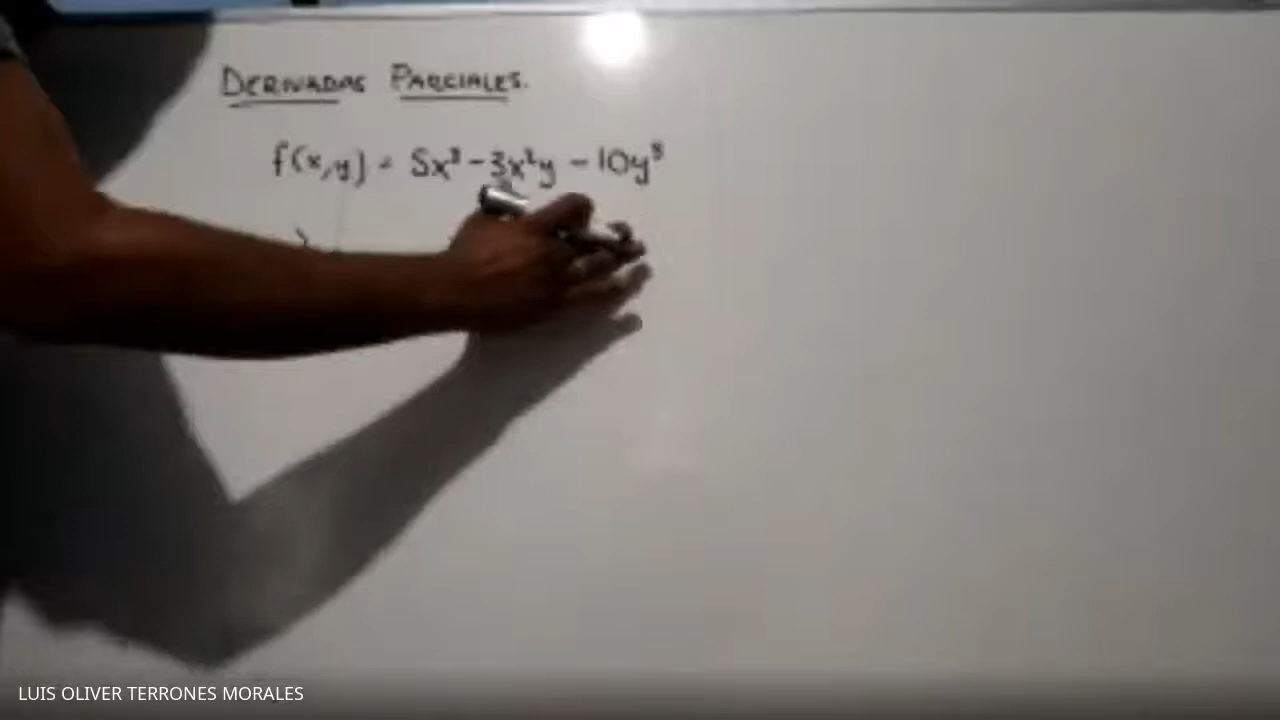 DERIVADAS PARCIALES.
f(x,y) = 5x³ - 3x²y - 10y³
LUIS OLIVER TERRONES MORALES